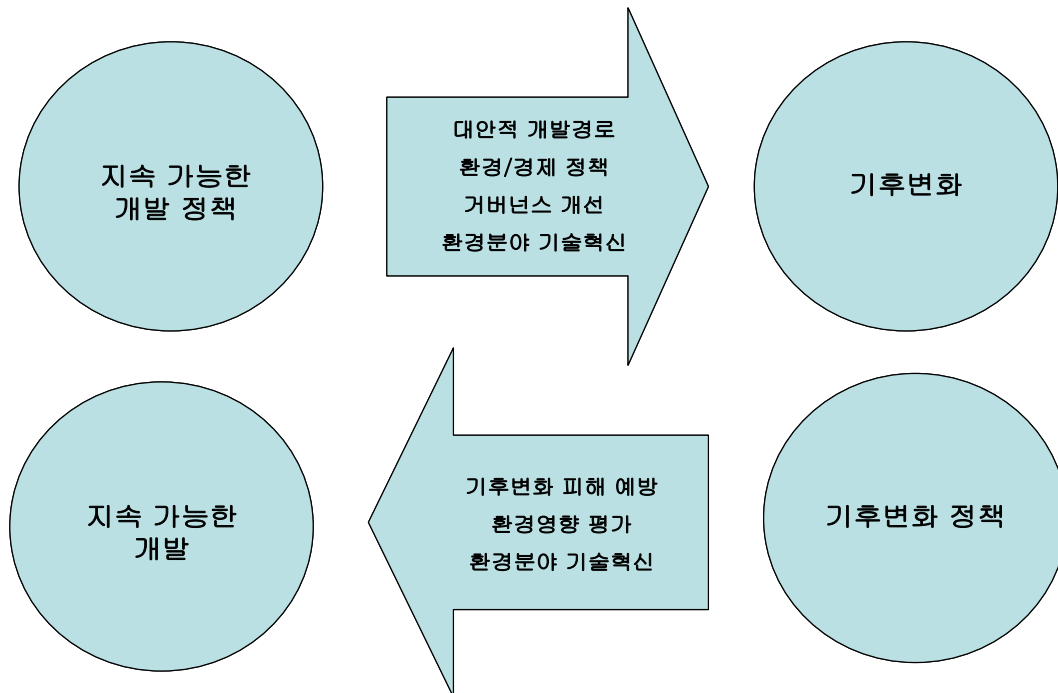 지속 가능한
개발 정책
대안적 개발경로
환경/경제 정책
거버넌스 개선
환경분야 기술혁신
기후변화
지속 가능한
개발
기후변화 피해 예방
환경영향 평가
환경분야 기술혁신
기후변화 정책